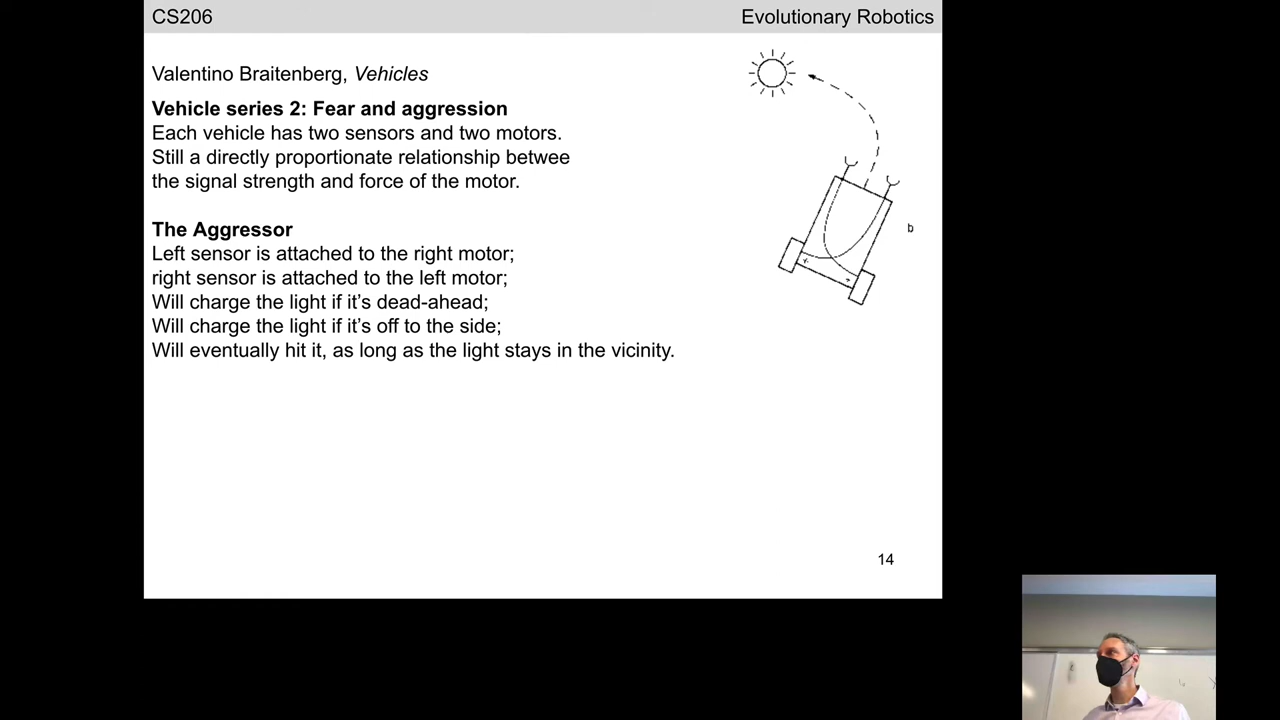 CS206
Evolutionary Robotics
Valentino Braitenberg, Vehicles
Vehicle series 2: Fear and aggression
Each vehicle has two sensors and two motors.
Still a directly proportionate relationship betwee
the signal strength and force of the motor.
The Aggressor
Left sensor is attached to the right motor;
right sensor is attached to the left motor;
Will charge the light if it’s dead-ahead;
Will charge the light if it’s off to the side;
Will eventually hit it, as long as the light stays in the vicinity.
b
+
+
14